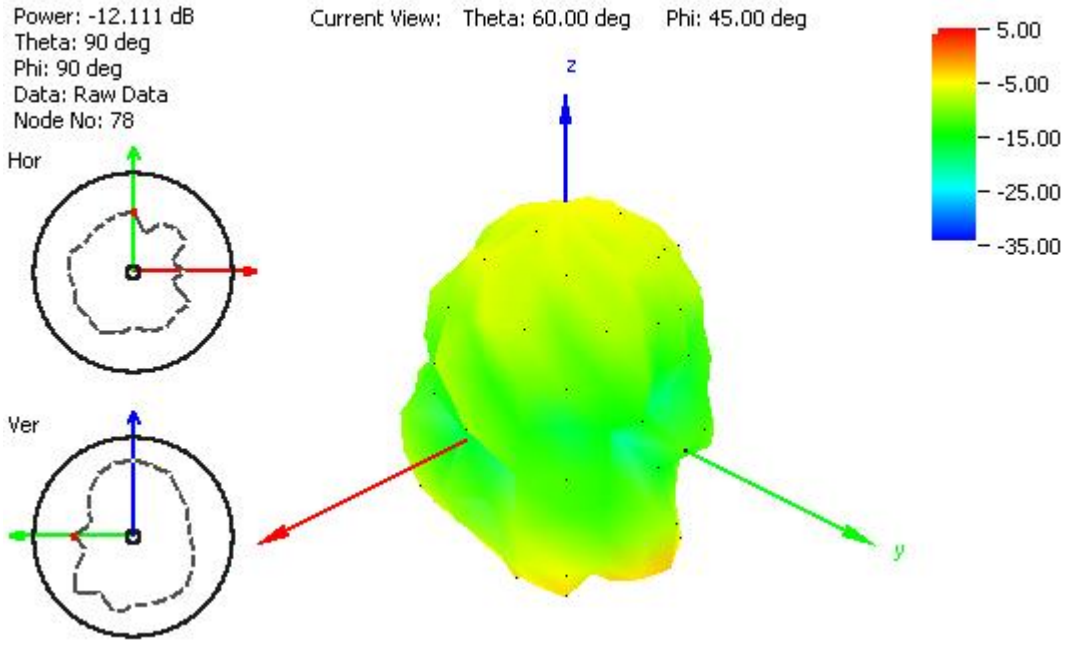 Power: -12.111 dB
Current View: Theta: 60.00 deg Phi: 45.00 deg
Theta: 90 deg
Phi: 90 deg
Data: Raw Data
Node No: 78
Hor
Ver
z
y
5.00
-5.00
-15.00
-25.00
-35.00